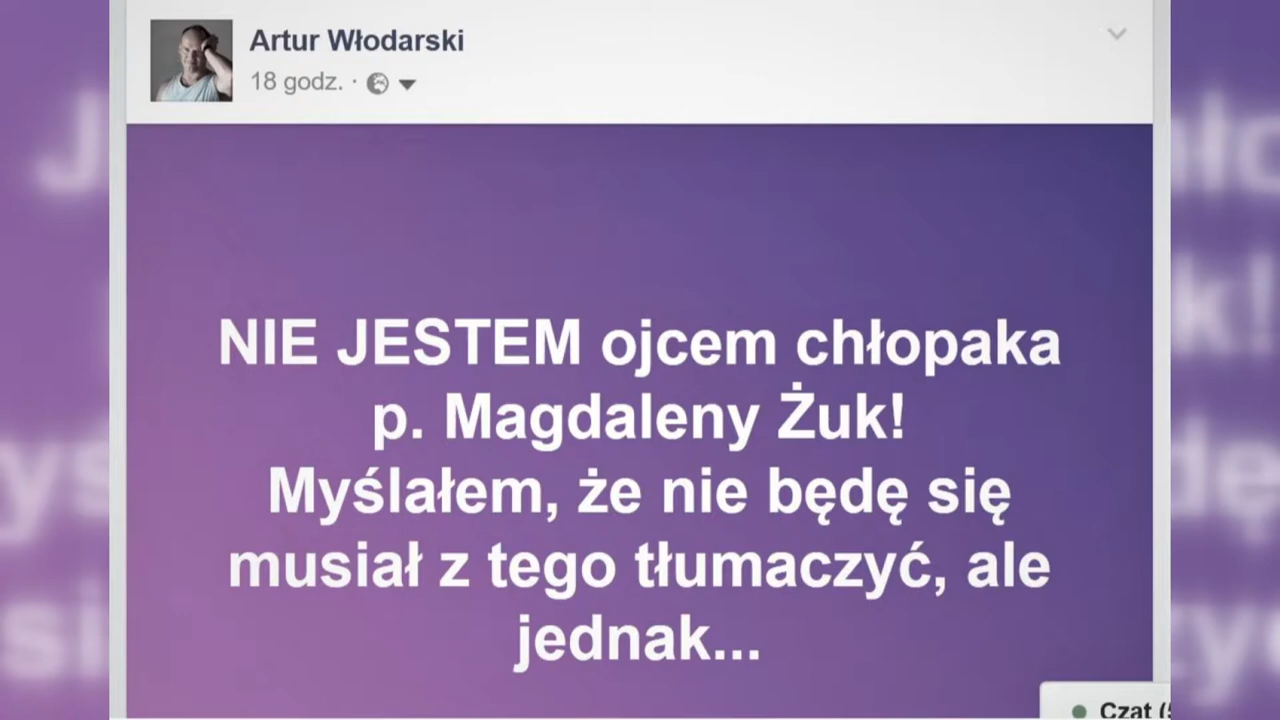 Artur Włodarski
18 godz. ·
NIE JESTEM ojcem chłopaka
p. Magdaleny Żuk!
Myślałem, że nie będę się
musiał z tego tłumaczyć, ale
jednak...
Czat (5